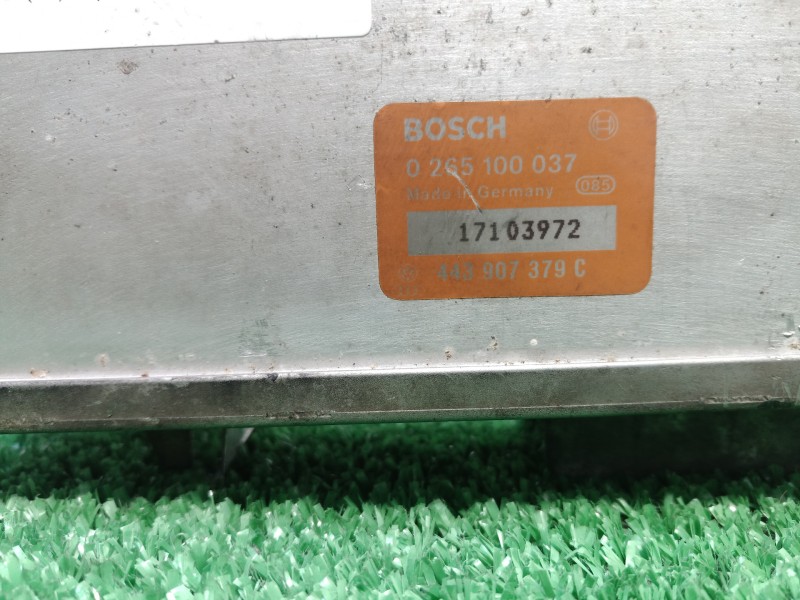 BOSCH
0 265 100 037
Made in Germany 085
17103972
443 907 379 C